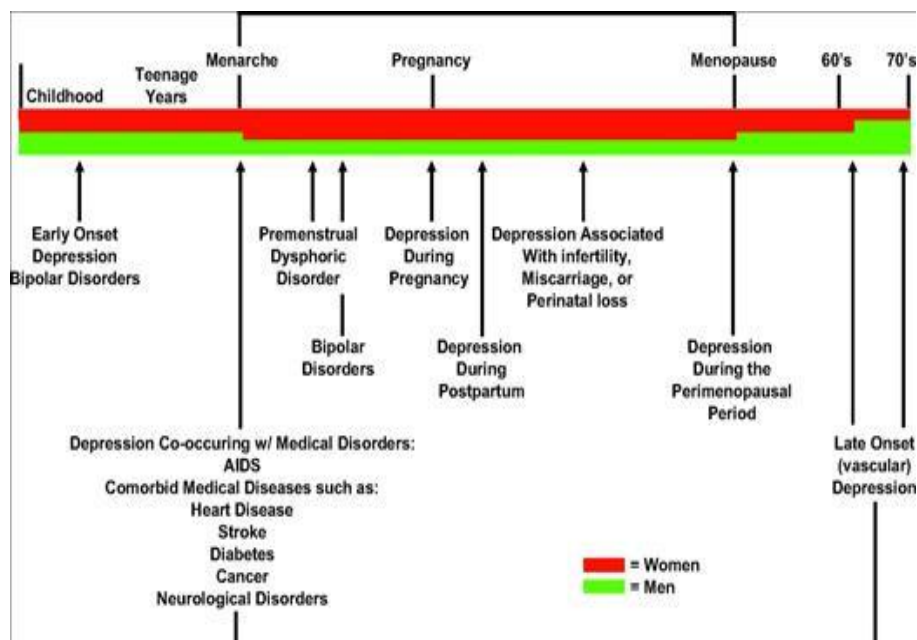 Menarche
Pregnancy
Menopause
60's
70's
Childhood
Teenage
Years
Early Onset
Depression
Bipolar Disorders
Premenstrual
Dysphoric
Disorder
Depression
During
Pregnancy
Depression Associated
With infertility,
Miscarriage, or
Perinatal loss
Bipolar
Disorders
Depression
During
Postpartum
Depression
During the
Perimenopausal
Period
Depression Co-occuring w/ Medical Disorders:
AIDS
Comorbid Medical Diseases such as:
Heart Disease
Stroke
Diabetes
Cancer
Neurological Disorders
Late Onset
(vascular)
Depression
= Women
= Men